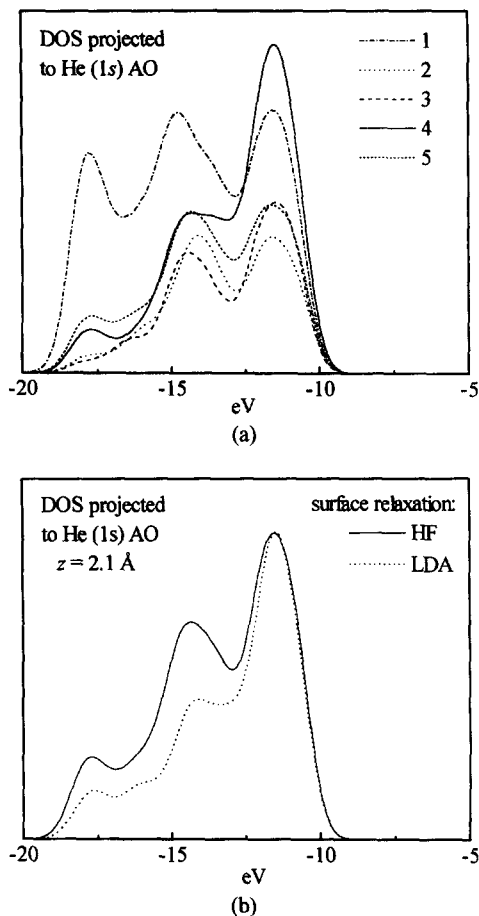 DOS projected
to He (1s) AO
1
2
3
4
5
-20
-15
-10
-5
eV
(a)
DOS projected
to He (1s) AO
z = 2.1 Å
surface relaxation:
HF
LDA
-20
-15
-10
-5
eV
(b)